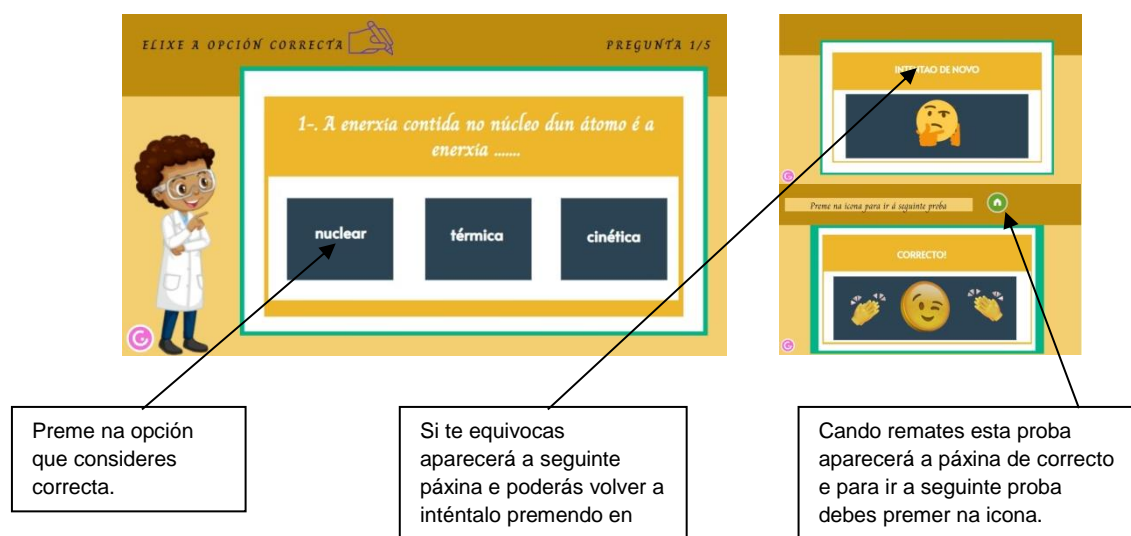 ELIXE A OPCIÓN CORRECTA
PREGUNTA 1/5
1-. A enerxía contida no núcleo dun átomo é a
enerxía .......
nuclear
térmica
cinética
INTENTAO DE NOVO
Preme na icona para ir á seguinte proba
CORRECTO!
Preme na opción
que consideres
correcta.
Si te equivocas
aparecerá a seguinte
páxina e poderás volver a
inténtalo premendo en
Cando remates esta proba
aparecerá a páxina de correcto
e para ir a seguinte proba
debes premer na icona.